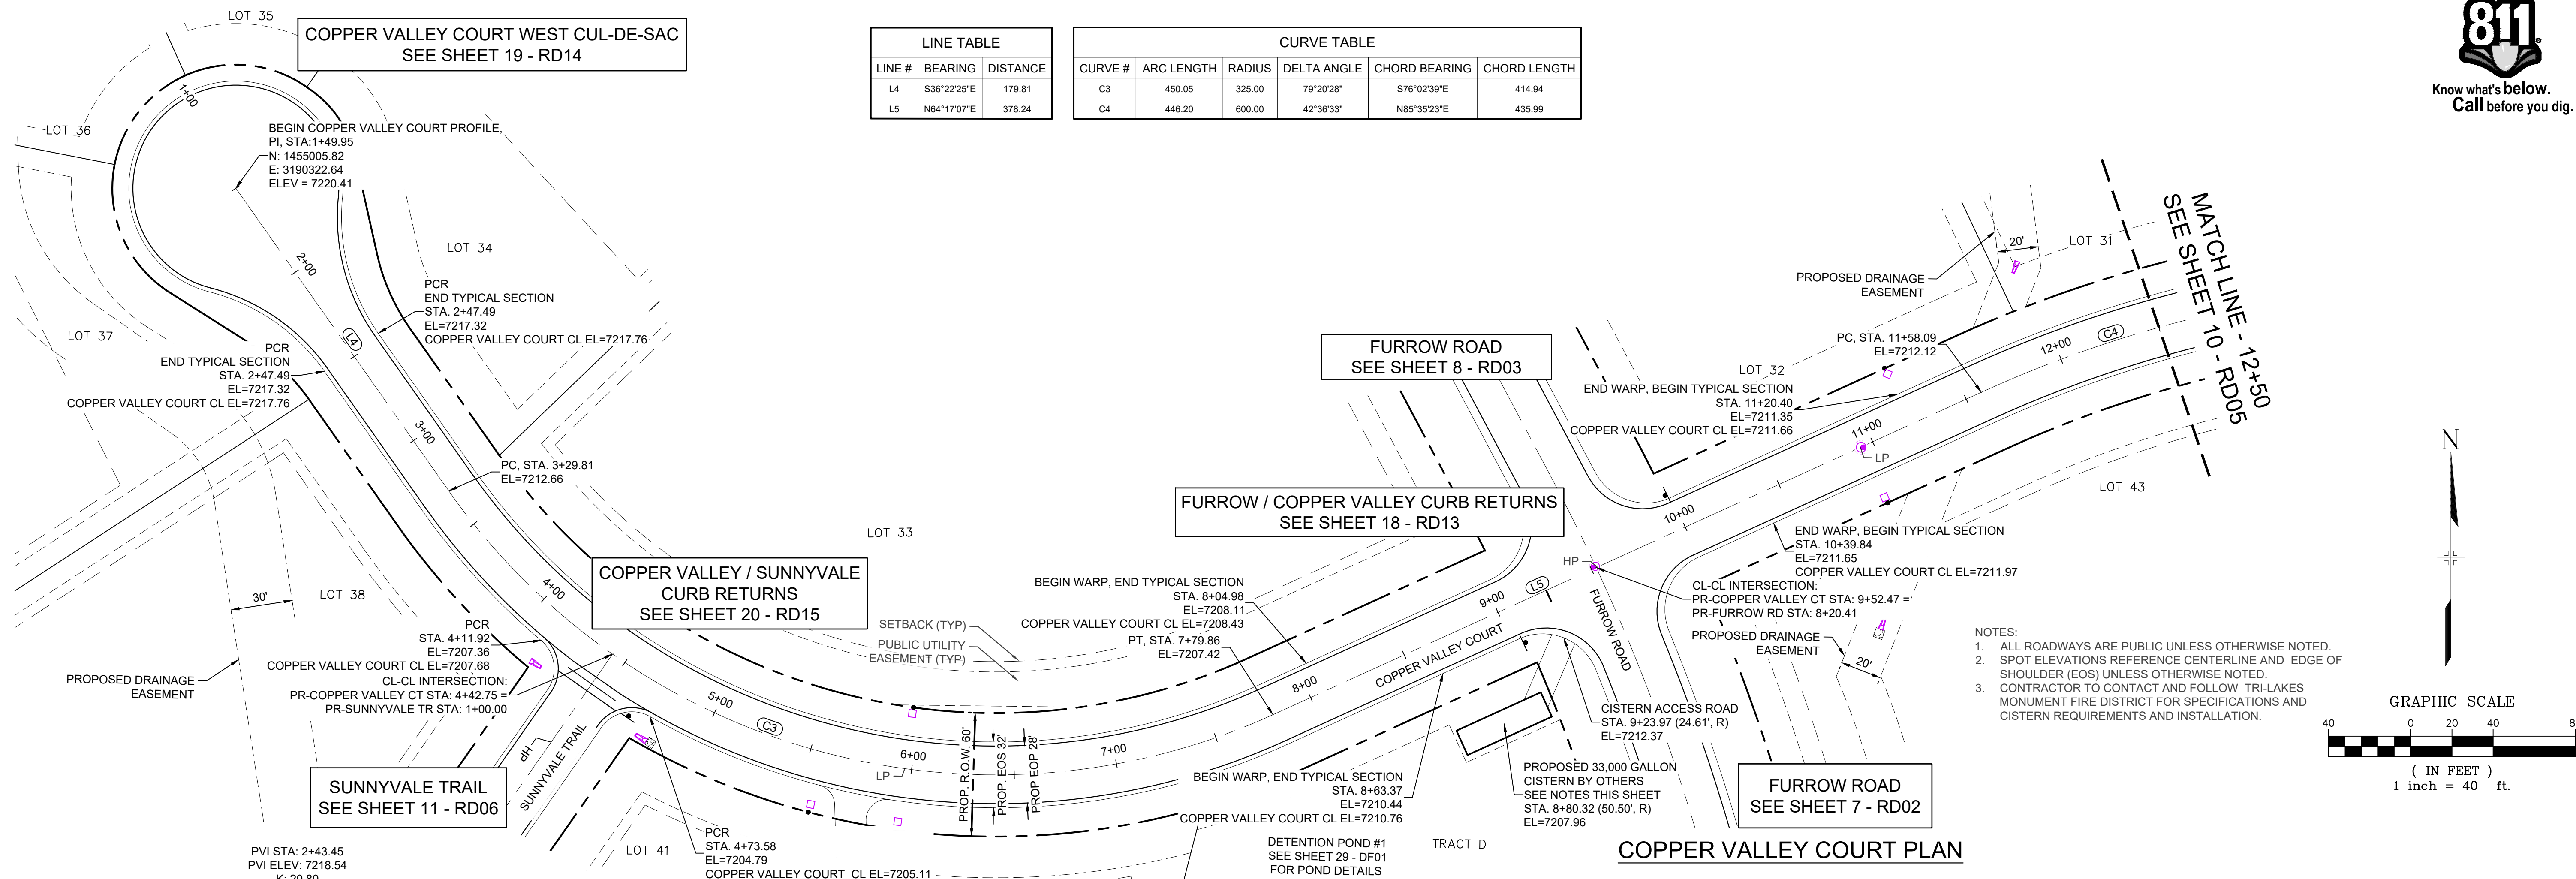 LOT 35
COPPER VALLEY COURT WEST CUL-DE-SAC
SEE SHEET 19 - RD14
LINE TABLE
LINE # BEARING DISTANCE
L4 S36°22'25"E 179.81
L5 N64°17'07"E 378.24
CURVE TABLE
CURVE # ARC LENGTH RADIUS DELTA ANGLE CHORD BEARING CHORD LENGTH
C3 450.05 325.00 79°20'28" S76°02'39"E 414.94
C4 446.20 600.00 42°36'33" N85°35'23"E 435.99
811
Know what's below.
Call before you dig.
1+00
LOT 36
BEGIN COPPER VALLEY COURT PROFILE,
PI, STA:1+49.95
N: 1455005.82
E: 3190322.64
ELEV = 7220.41
LOT 34
2+00
PCR
END TYPICAL SECTION
STA. 2+47.49
EL=7217.32
COPPER VALLEY COURT CL EL=7217.76
L4
LOT 37
PCR
END TYPICAL SECTION
STA. 2+47.49
EL=7217.32
COPPER VALLEY COURT CL EL=7217.76
3+00
PC, STA. 3+29.81
EL=7212.66
LOT 33
4+00
COPPER VALLEY / SUNNYVALE
CURB RETURNS
SEE SHEET 20 - RD15
30'
LOT 38
PCR
STA. 4+11.92
EL=7207.36
COPPER VALLEY COURT CL EL=7207.68
CL-CL INTERSECTION:
PR-COPPER VALLEY CT STA: 4+42.75 =
PR-SUNNYVALE TR STA: 1+00.00
PROPOSED DRAINAGE
EASEMENT
HP
SUNNYVALE TRAIL
SUNNYVALE TRAIL
SEE SHEET 11 - RD06
PVI STA: 2+43.45
PVI ELEV: 7218.54
K: 20.80
LOT 41
PCR
STA. 4+73.58
EL=7204.79
COPPER VALLEY COURT CL EL=7205.11
5+00
C3
6+00
LP
7+00
PROP. R.O.W. 60'
PROP. EOS 32'
PROP EOP 28'
SETBACK (TYP)
PUBLIC UTILITY
EASEMENT (TYP)
BEGIN WARP, END TYPICAL SECTION
STA. 8+04.98
EL=7208.11
COPPER VALLEY COURT CL EL=7208.43
PT, STA. 7+79.86
EL=7207.42
8+00
COPPER VALLEY COURT
9+00
L5
FURROW ROAD
SEE SHEET 8 - RD03
FURROW / COPPER VALLEY CURB RETURNS
SEE SHEET 18 - RD13
HP
FURROW ROAD
BEGIN WARP, END TYPICAL SECTION
STA. 8+63.37
EL=7210.44
COPPER VALLEY COURT CL EL=7210.76
DETENTION POND #1
SEE SHEET 29 - DF01
FOR POND DETAILS
TRACT D
CISTERN ACCESS ROAD
STA. 9+23.97 (24.61', R)
EL=7212.37
PROPOSED 33,000 GALLON
CISTERN BY OTHERS
SEE NOTES THIS SHEET
STA. 8+80.32 (50.50', R)
EL=7207.96
10+00
LOT 32
END WARP, BEGIN TYPICAL SECTION
STA. 11+20.40
EL=7211.35
COPPER VALLEY COURT CL EL=7211.66
PROPOSED DRAINAGE
EASEMENT
20'
LOT 31
PC, STA. 11+58.09
EL=7212.12
11+00
LP
12+00
C4
MATCH LINE - 12+50
SEE SHEET 10 - RD05
LOT 43
END WARP, BEGIN TYPICAL SECTION
STA. 10+39.84
EL=7211.65
COPPER VALLEY COURT CL EL=7211.97
CL-CL INTERSECTION:
PR-COPPER VALLEY CT STA: 9+52.47 =
PR-FURROW RD STA: 8+20.41
PROPOSED DRAINAGE
EASEMENT
20'
FURROW ROAD
SEE SHEET 7 - RD02
COPPER VALLEY COURT PLAN
NOTES:
1. ALL ROADWAYS ARE PUBLIC UNLESS OTHERWISE NOTED.
2. SPOT ELEVATIONS REFERENCE CENTERLINE AND EDGE OF
SHOULDER (EOS) UNLESS OTHERWISE NOTED.
3. CONTRACTOR TO CONTACT AND FOLLOW TRI-LAKES
MONUMENT FIRE DISTRICT FOR SPECIFICATIONS AND
CISTERN REQUIREMENTS AND INSTALLATION.
N
GRAPHIC SCALE
40 0 20 40
( IN FEET )
1 inch = 40 ft.